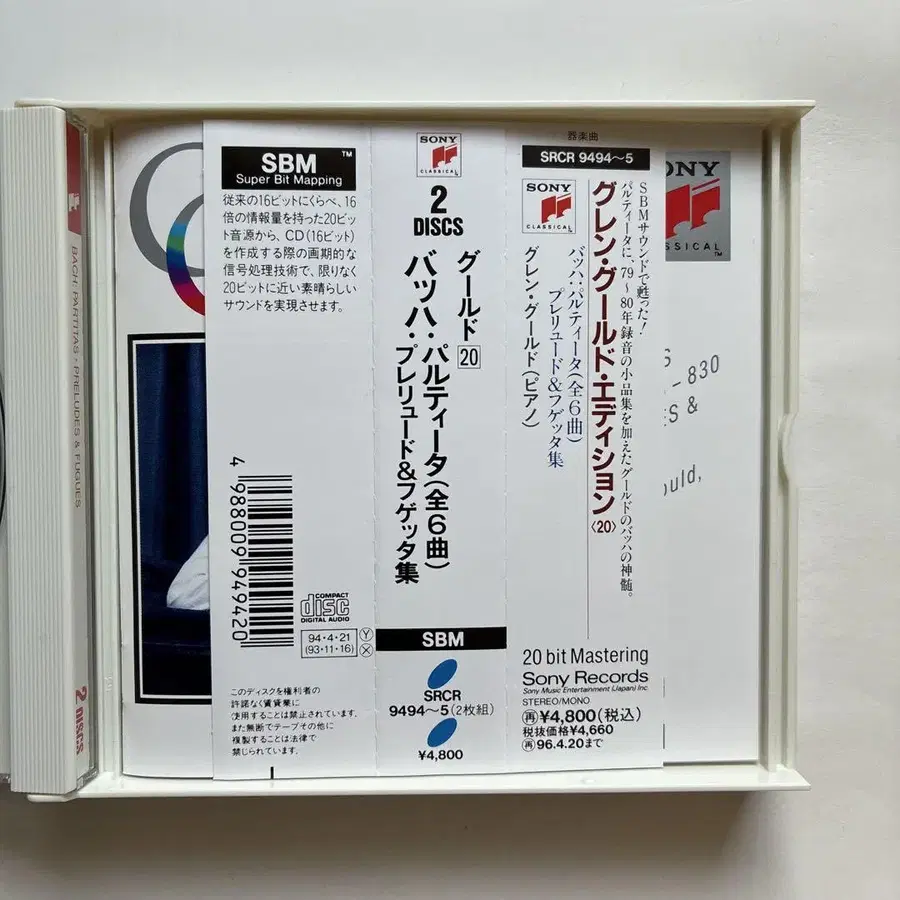 BACH: PARTITAS · PRELUDES & FUGUES
2 DISCS
SBM™
Super Bit Mapping
従来の16ビットにくらべ、16
倍の情報量を持った20ビッ
ト音源から、CD(16ビット)
を作成する際の画期的な
信号処理技術で、限りなく
20ビットに近い素晴らしい
サウンドを実現させます。
4988009949420
COMPACT
disc
DIGITAL AUDIO
94・4・21
(93・11・16)
Y
X
このディスクを権利者の
許諾なく賃貸業に
使用することは禁止されています。
また無断でテープその他に
複製することは法律で
禁じられています。
SONY
CLASSICAL
2
DISCS
グールド20
バッハ・パルティータ(全6曲)
プレリュード&フゲッタ集
SBM
SRCR
9494〜5(2枚組)
¥4,800
器楽曲
SRCR 9494〜5
SONY
CLASSICAL
SBMサウンドで甦った!
パルティータに、79〜80年録音の小品集を加えたグールドのバッハの神髄。
グレン・グールド・エディション〈20〉
バッハ:パルティータ(全6曲)
プレリュード&フゲッタ集
グレン・グールド(ピアノ)
20 bit Mastering
Sony Records
Sony Music Entertainment (Japan) Inc
STEREO/MONO
再¥4,800(税込)
税抜価格¥4,660
再96.4.20まで
SONY
SSICAL™
S
– 830
ES &
ould,